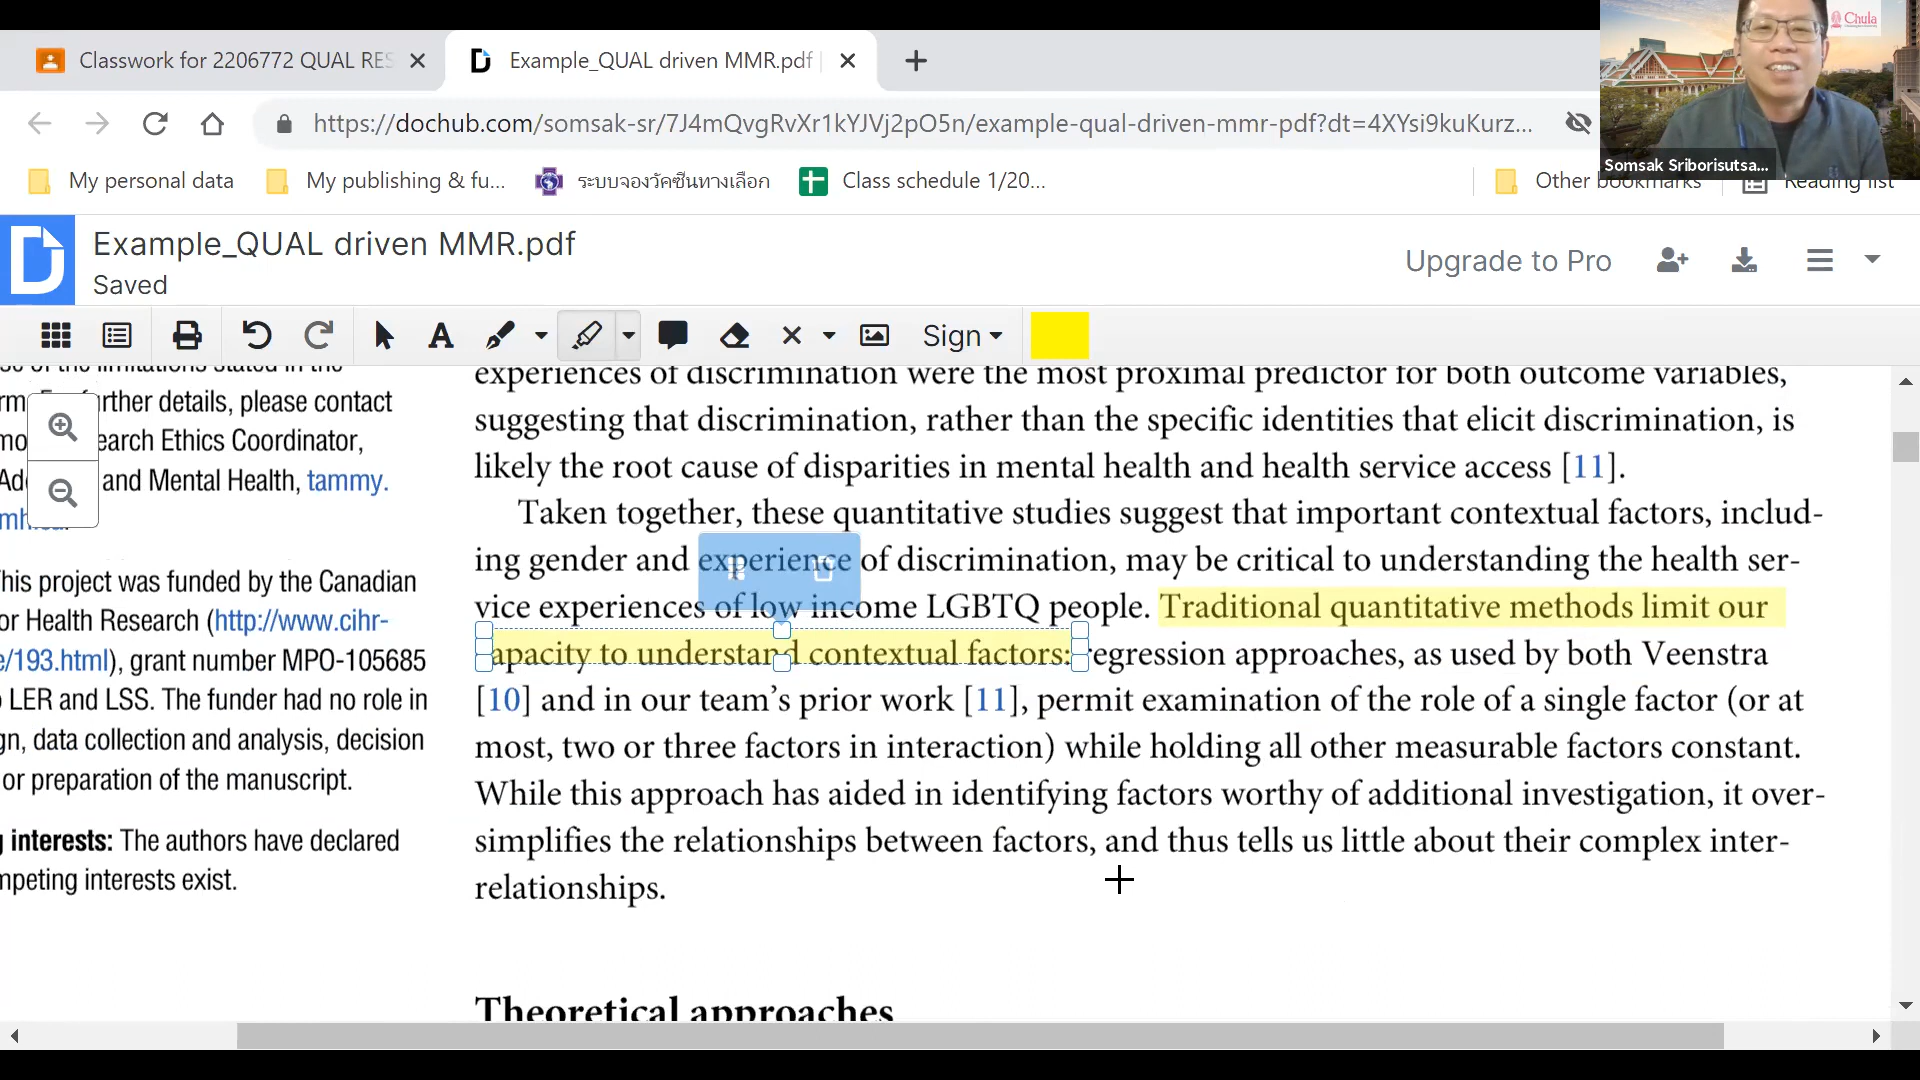 Classwork for 2206772 QUAL RES
Example_QUAL driven MMR.pdf
Chula
https://dochub.com/somsak-sr/7J4mQvgRvXr1kYJVj2pO5n/example-qual-driven-mmr-pdf?dt=4XYsi9kuKurz...
Somsak Sriborisutsa...
My personal data
My publishing & fu...
ระบบจองวัคซีนทางเลือก
Class schedule 1/20...
Other bookmarks
Reading list
Example_QUAL driven MMR.pdf
Saved
Upgrade to Pro
Sign
further details, please contact
earch Ethics Coordinator,
and Mental Health, tammy.
his project was funded by the Canadian
or Health Research (http://www.cihr-
e/193.html), grant number MPO-105685
LER and LSS. The funder had no role in
gn, data collection and analysis, decision
or preparation of the manuscript.
g interests: The authors have declared
mpeting interests exist.
experiences of discrimination were the most proximal predictor for both outcome variables,
suggesting that discrimination, rather than the specific identities that elicit discrimination, is
likely the root cause of disparities in mental health and health service access [11].
Taken together, these quantitative studies suggest that important contextual factors, includ-
ing gender and experience of discrimination, may be critical to understanding the health ser-
vice experiences of low income LGBTQ people. Traditional quantitative methods limit our
apacity to understand contextual factors: regression approaches, as used by both Veenstra
[10] and in our team's prior work [11], permit examination of the role of a single factor (or at
most, two or three factors in interaction) while holding all other measurable factors constant.
While this approach has aided in identifying factors worthy of additional investigation, it over-
simplifies the relationships between factors, and thus tells us little about their complex inter-
relationships.
Theoretical approaches